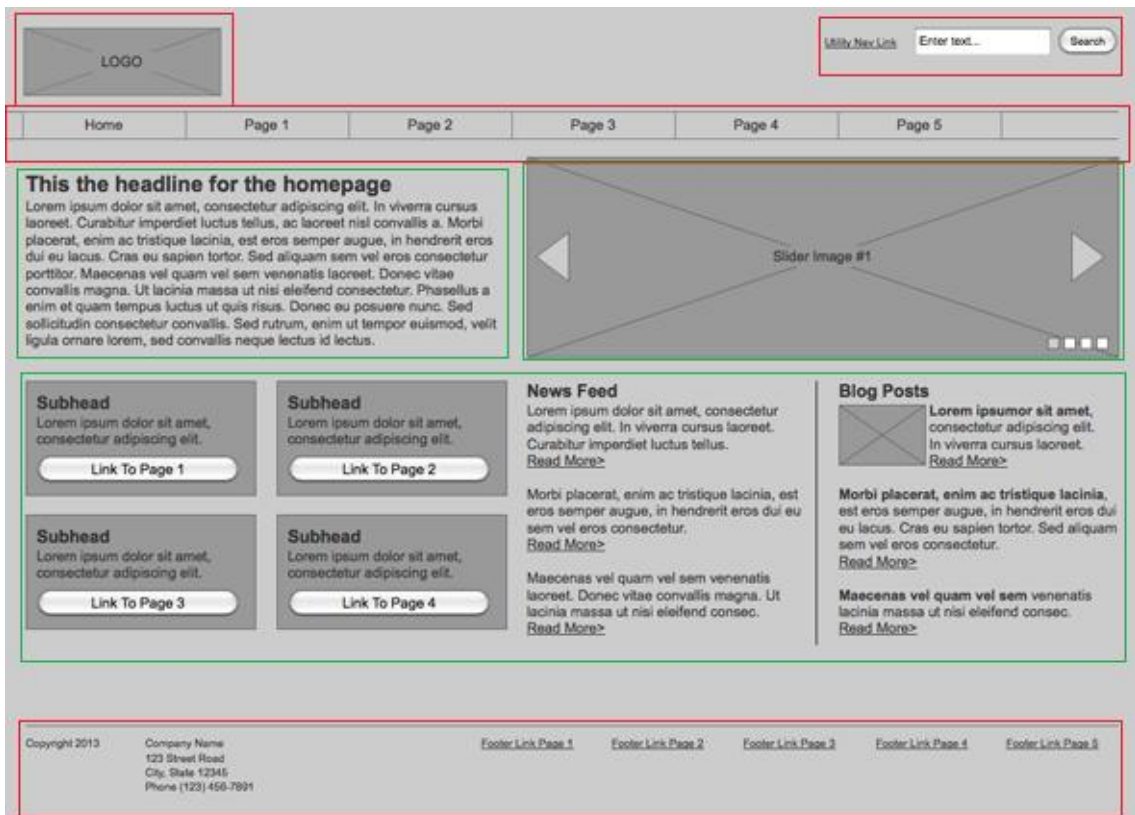 LOGO
Utility Nav Link
Enter text...
Search
Home
Page 1
Page 2
Page 3
Page 4
Page 5
This the headline for the homepage
Lorem ipsum dolor sit amet, consectetur adipiscing elit. In viverra cursus
laoreet. Curabitur imperdiet luctus tellus, ac laoreet nisl convallis a. Morbi
placerat, enim ac tristique lacinia, est eros semper augue, in hendrerit eros
dui eu lacus. Cras eu sapien tortor. Sed aliquam sem vel eros consectetur
porttitor. Maecenas vel quam vel sem venenatis laoreet. Donec vitae
convallis magna. Ut lacinia massa ut nisi eleifend consectetur. Phasellus a
enim et quam tempus luctus ut quis risus. Donec eu posuere nunc. Sed
sollicitudin consectetur convallis. Sed rutrum, enim ut tempor euismod, velit
ligula ornare lorem, sed convallis neque lectus id lectus.
Slider Image #1
Subhead
Lorem ipsum dolor sit amet,
consectetur adipiscing elit.
Link To Page 1
Subhead
Lorem ipsum dolor sit amet,
consectetur adipiscing elit.
Link To Page 2
Subhead
Lorem ipsum dolor sit amet,
consectetur adipiscing elit.
Link To Page 3
Subhead
Lorem ipsum dolor sit amet,
consectetur adipiscing elit.
Link To Page 4
News Feed
Lorem ipsum dolor sit amet, consectetur
adipiscing elit. In viverra cursus laoreet.
Curabitur imperdiet luctus tellus.
Read More>
Morbi placerat, enim ac tristique lacinia, est
eros semper augue, in hendrerit eros dui eu
sem vel eros consectetur.
Read More>
Maecenas vel quam vel sem venenatis
laoreet. Donec vitae convallis magna. Ut
lacinia massa ut nisi eleifend consec.
Read More>
Blog Posts
Lorem ipsumor sit amet,
consectetur adipiscing elit.
In viverra cursus laoreet.
Read More>
Morbi placerat, enim ac tristique lacinia,
est eros semper augue, in hendrerit eros dui
eu lacus. Cras eu sapien tortor. Sed aliquam
sem vel eros consectetur.
Read More>
Maecenas vel quam vel sem venenatis
lacinia massa ut nisi eleifend consec.
Read More>
Copyright 2013
Company Name
123 Street Road
City, State 12345
Phone (123) 456-7891
Footer Link Page 1
Footer Link Page 2
Footer Link Page 3
Footer Link Page 4
Footer Link Page 5